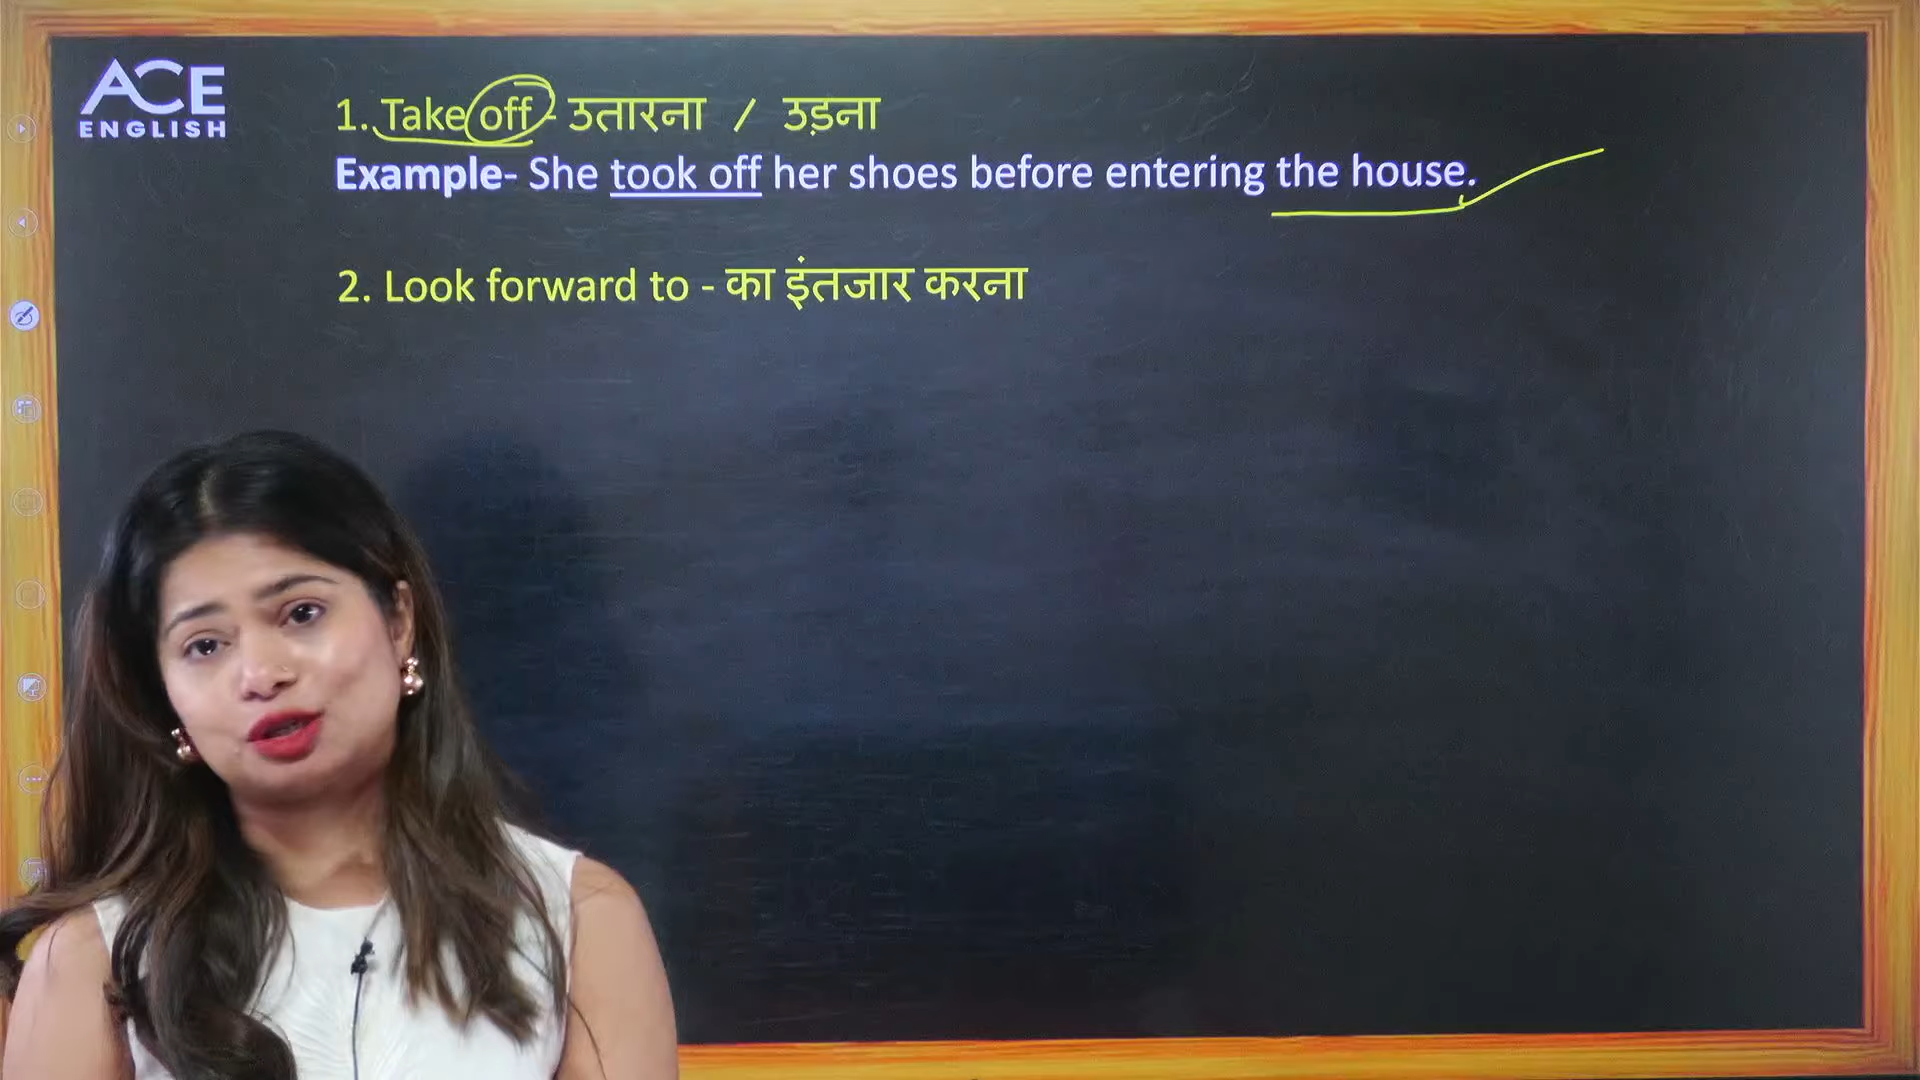 ACE
ENGLISH
1. Take off - उतारना / उड़ना
Example- She took off her shoes before entering the house.
2. Look forward to - का इंतजार करना